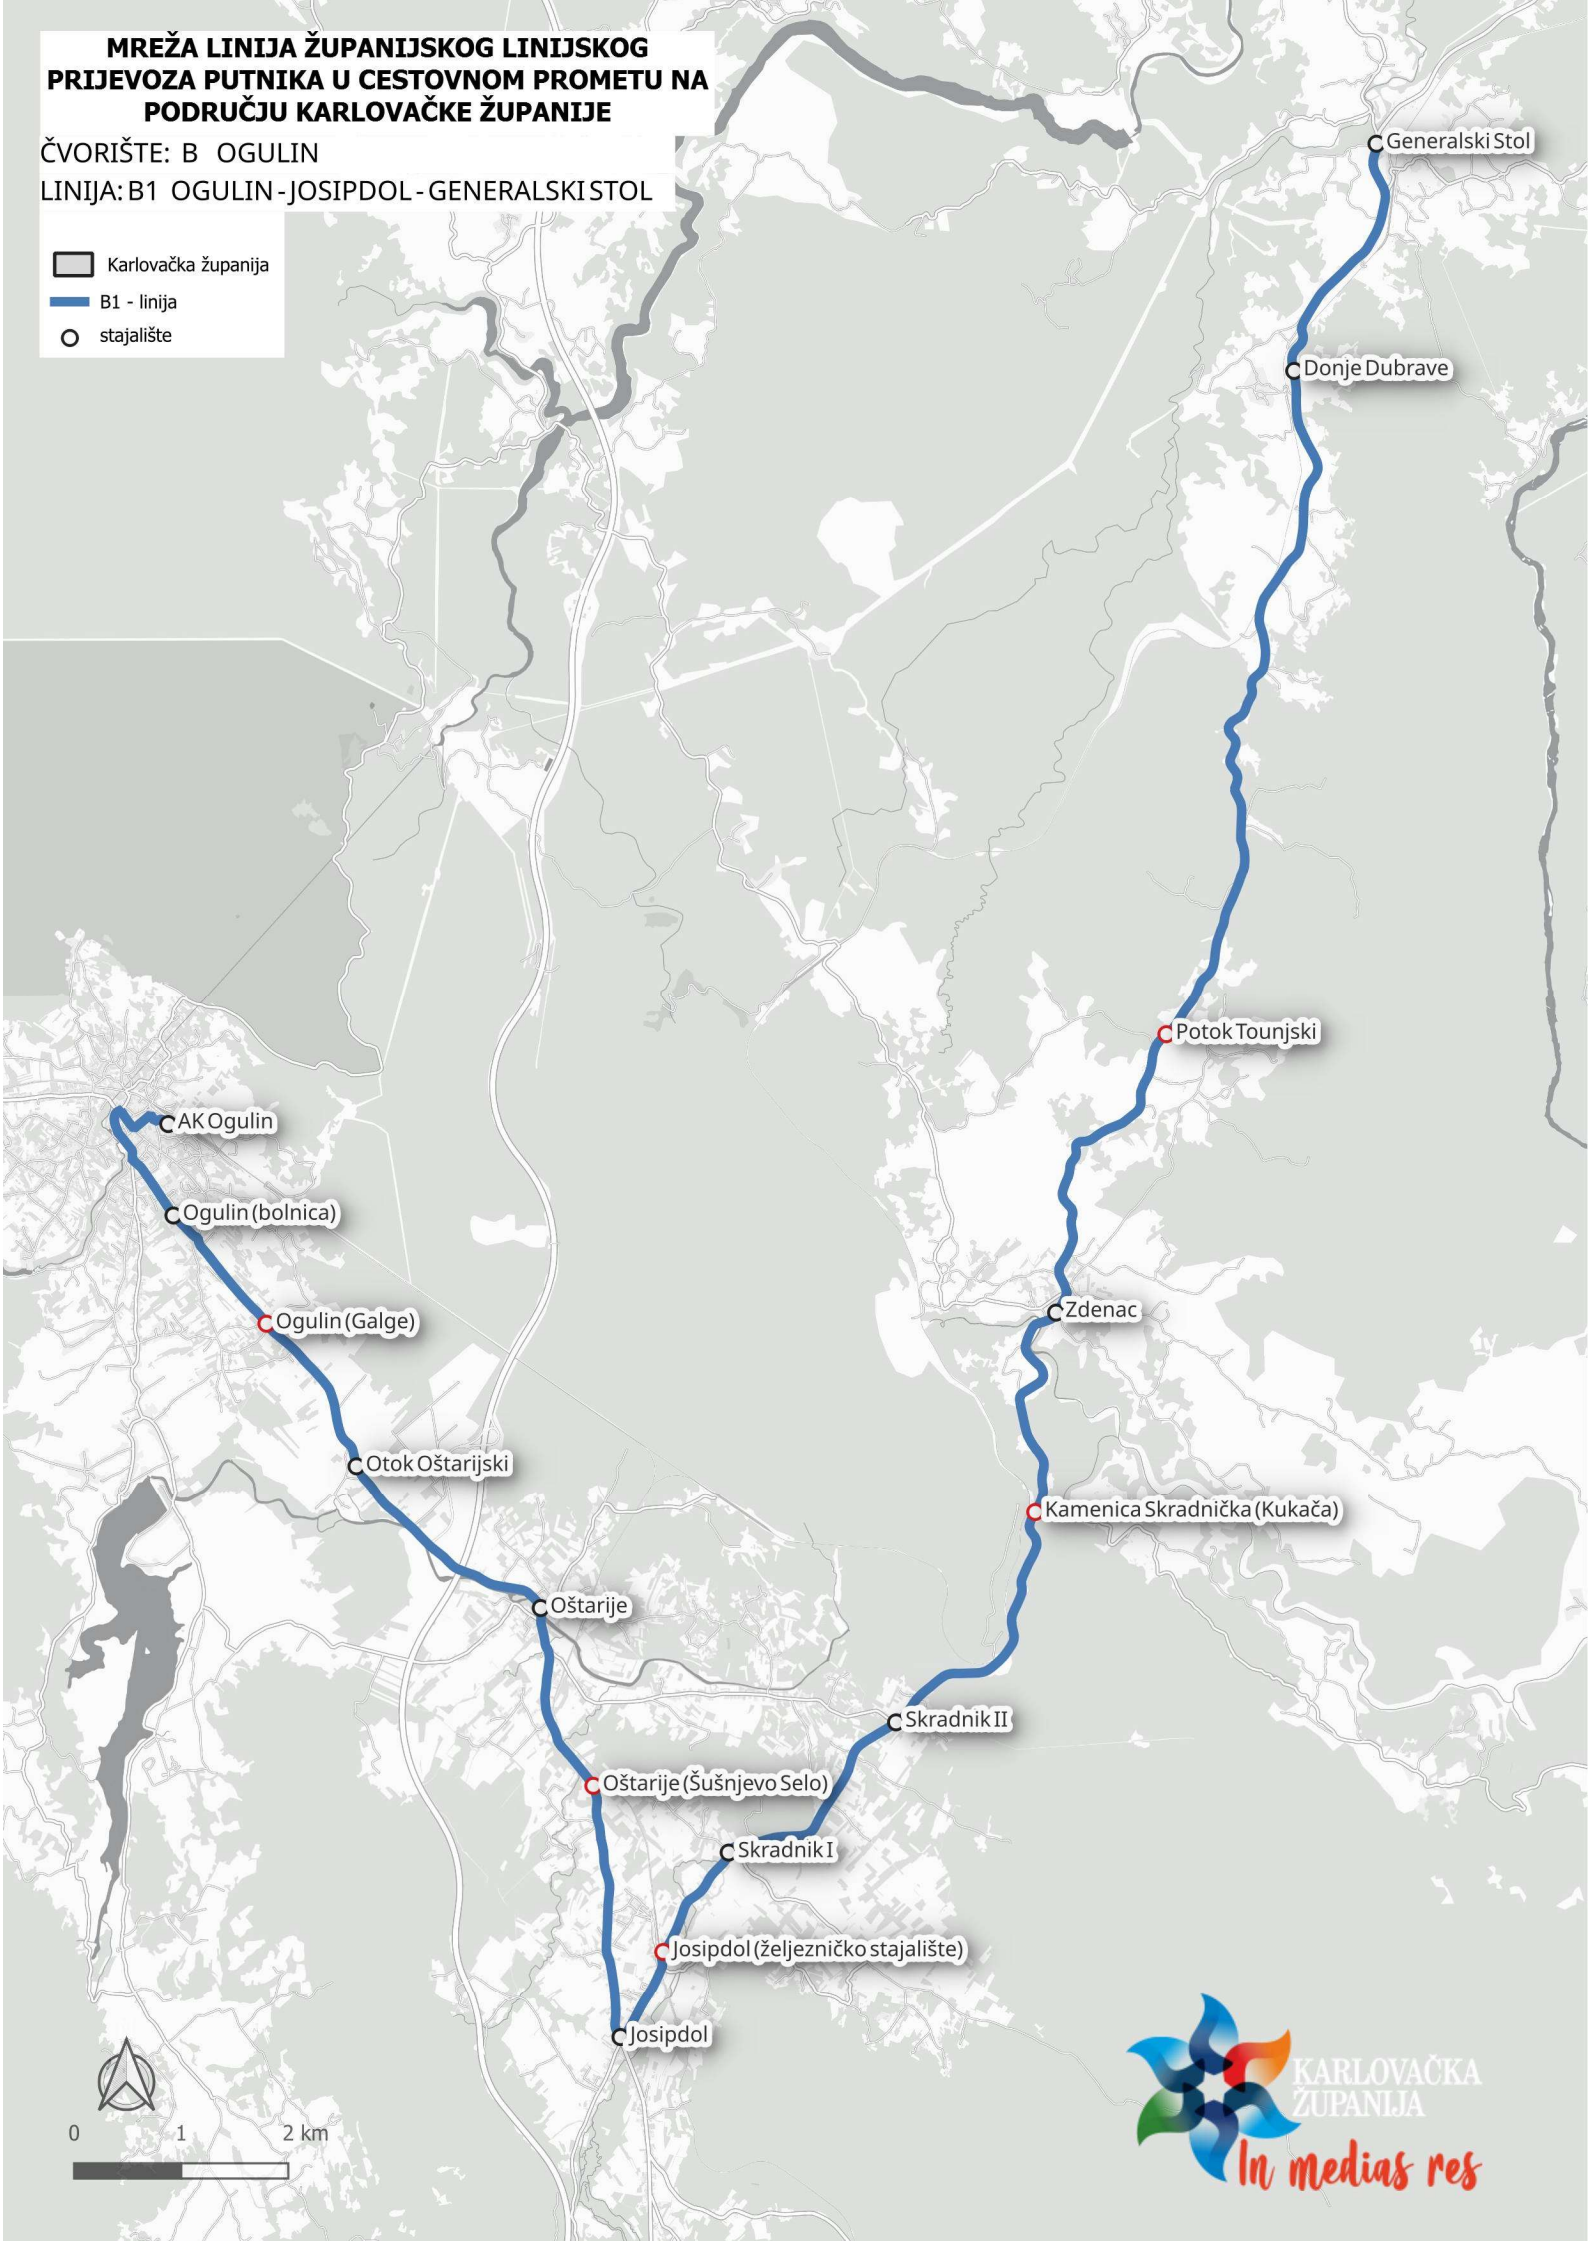 MREŽA LINIJA ŽUPANIJSKOG LINIJSKOG
PRIJEVOZA PUTNIKA U CESTOVNOM PROMETU NA
PODRUČJU KARLOVAČKE ŽUPANIJE
ČVORIŠTE: B OGULIN
LINIJA: B1 OGULIN - JOSIPDOL - GENERALSKI STOL
Karlovačka županija
B1 - linija
stajalište
Generalski Stol
Donje Dubrave
Potok Tounjski
AK Ogulin
Ogulin (bolnica)
Zdenac
Ogulin (Galge)
Otok Oštarijski
Kamenica Skradnička (Kukača)
Oštarije
Skradnik II
Oštarije (Šušnjevo Selo)
Skradnik I
Josipdol (željezničko stajalište)
Josipdol
KARLOVAČKA
ŽUPANIJA
In medias res
0 1 2 km